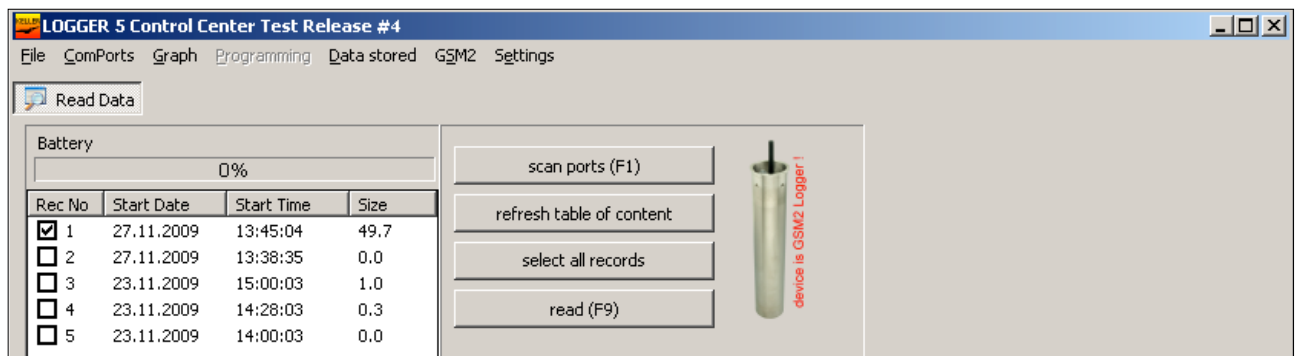 KELLER LOGGER 5 Control Center Test Release #4
File ComPorts Graph Programming Data stored GSM2 Settings
Read Data
Battery
0%
Rec No Start Date Start Time Size
1 27.11.2009 13:45:04 49.7
2 27.11.2009 13:38:35 0.0
3 23.11.2009 15:00:03 1.0
4 23.11.2009 14:28:03 0.3
5 23.11.2009 14:00:03 0.0
scan ports (F1)
refresh table of content
select all records
read (F9)
device is GSM2 Logger !